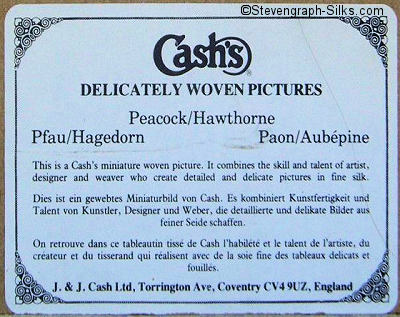 ©Stevengraph-Silks.com
Cash's®
DELICATELY WOVEN PICTURES
Peacock/Hawthorne
Pfau/Hagedorn Paon/Aubépine
This is a Cash's miniature woven picture. It combines the skill and talent of artist,
designer and weaver who create detailed and delicate pictures in fine silk.
Dies ist ein gewebtes Miniaturbild von Cash. Es kombiniert Kunstfertigkeit und
Talent von Kunstler, Designer und Weber, die detaillierte und delikate Bilder aus
feiner Seide schaffen.
On retrouve dans ce tableautin tissé de Cash l'habilété et le talent de l'artiste, du
créateur et du tisserand qui réalisent avec de la soie fine des tableaux delicats et
fouillés.
J. & J. Cash Ltd, Torrington Ave, Coventry CV4 9UZ, England